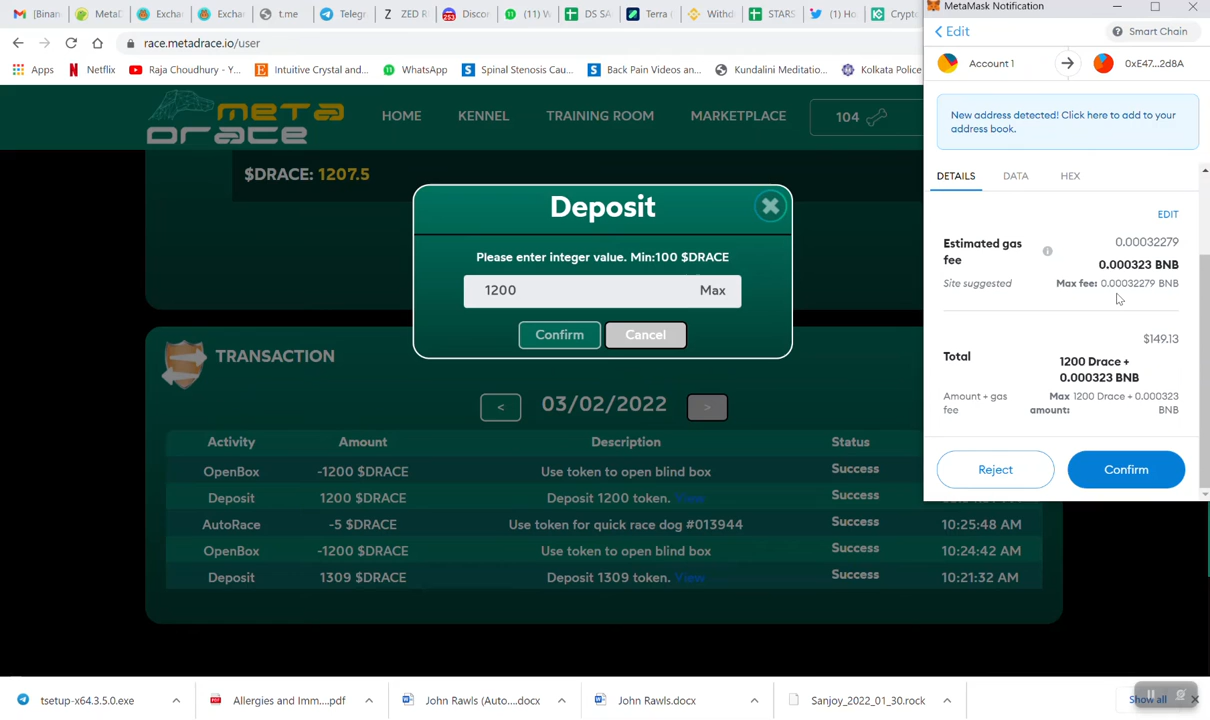 [Binan
MetaD
Excha
Excha
t.me
Telegr
ZED R
Discor
(11) W
DS SA
Terra (
Withd
STARS
(1) Ho
Crypto
MetaMask Notification
race.metadrace.io/user
Apps
Netflix
Raja Choudhury - Y...
Intuitive Crystal and...
WhatsApp
Spinal Stenosis Cau...
Back Pain Videos an...
Kundalini Meditatio...
Kolkata Police
META
DRACE
HOME
KENNEL
TRAINING ROOM
MARKETPLACE
104
$DRACE: 1207.5
Deposit
Please enter integer value. Min:100 $DRACE
1200 Max
Confirm Cancel
TRANSACTION
< 03/02/2022 >
Activity Amount Description Status
OpenBox -1200 $DRACE Use token to open blind box Success
Deposit 1200 $DRACE Deposit 1200 token. View Success
AutoRace -5 $DRACE Use token for quick race dog #013944 Success 10:25:48 AM
OpenBox -1200 $DRACE Use token to open blind box Success 10:24:42 AM
Deposit 1309 $DRACE Deposit 1309 token. View Success 10:21:32 AM
Edit
Smart Chain
Account 1
0xE47...2d8A
New address detected! Click here to add to your
address book.
DETAILS DATA HEX
EDIT
Estimated gas
fee
0.00032279
0.000323 BNB
Site suggested
Max fee: 0.00032279 BNB
$149.13
Total
1200 Drace +
0.000323 BNB
Amount + gas
fee
Max 1200 Drace + 0.000323
amount: BNB
Reject Confirm
tsetup-x64.3.5.0.exe
Allergies and Imm....pdf
John Rawls (Auto....docx
John Rawls.docx
Sanjoy_2022_01_30.rock
Show all